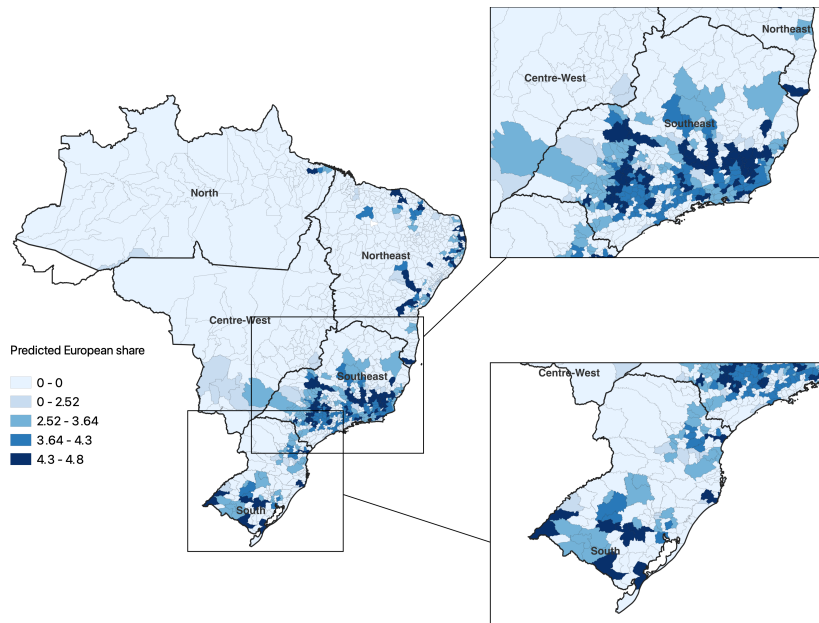 Northeast
Centre-West
Southeast
North
Northeast
Centre-West
Southeast
South
Predicted European share
0 - 0
0 - 2.52
2.52 - 3.64
3.64 - 4.3
4.3 - 4.8
Centre-West
South